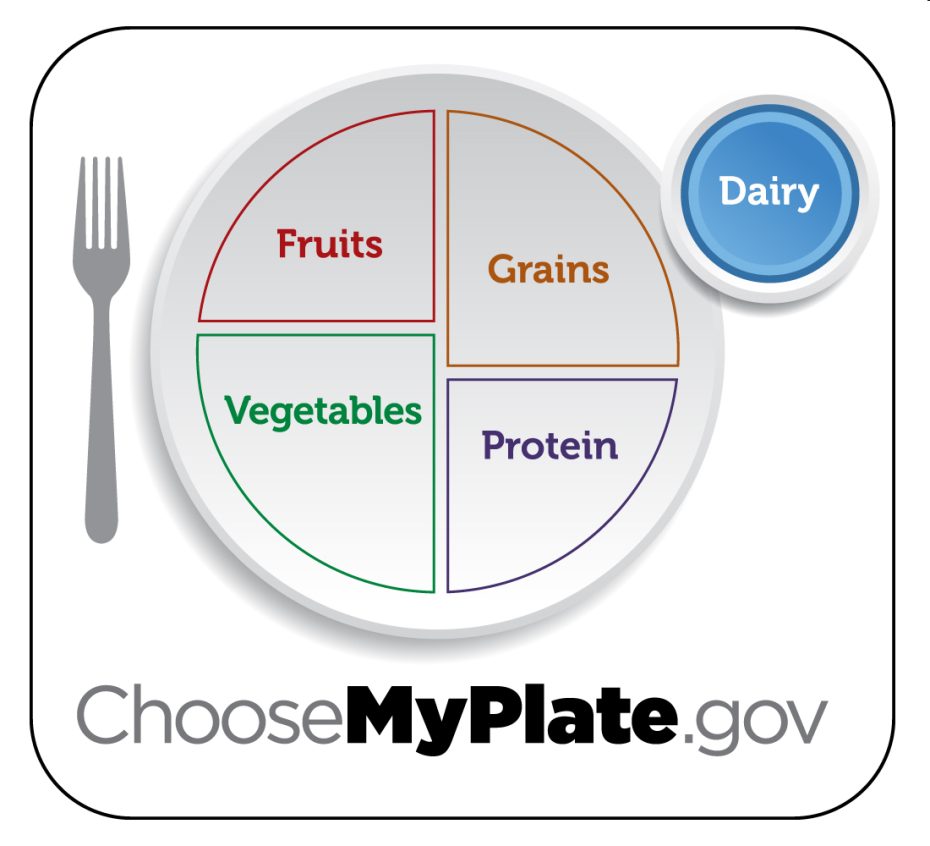 Fruits
Grains
Dairy
Vegetables
Protein
ChooseMyPlate.gov